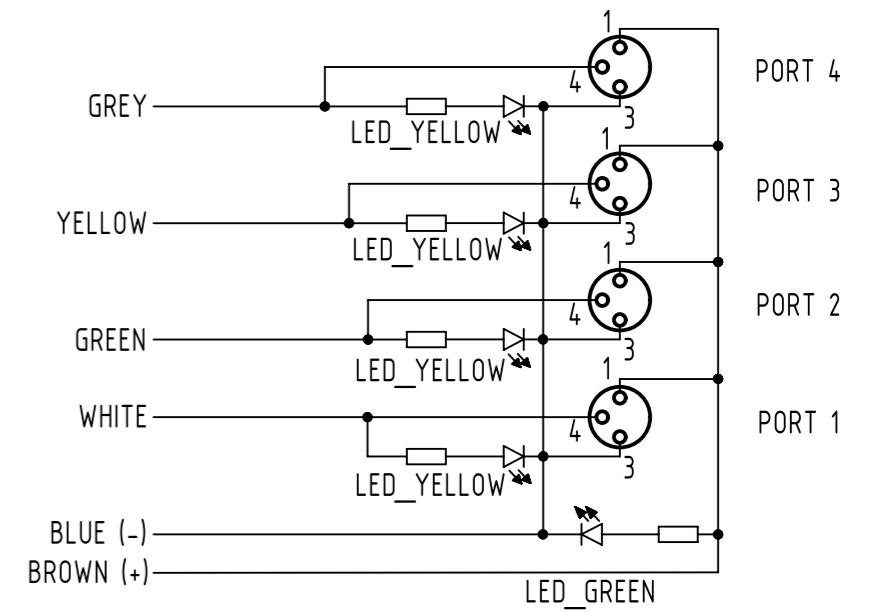 1
PORT 4
4
GREY
3
LED_YELLOW
1
PORT 3
4
YELLOW
3
LED_YELLOW
1
PORT 2
4
GREEN
3
LED_YELLOW
1
WHITE
PORT 1
4
3
LED_YELLOW
BLUE (-)
BROWN (+)
LED_GREEN